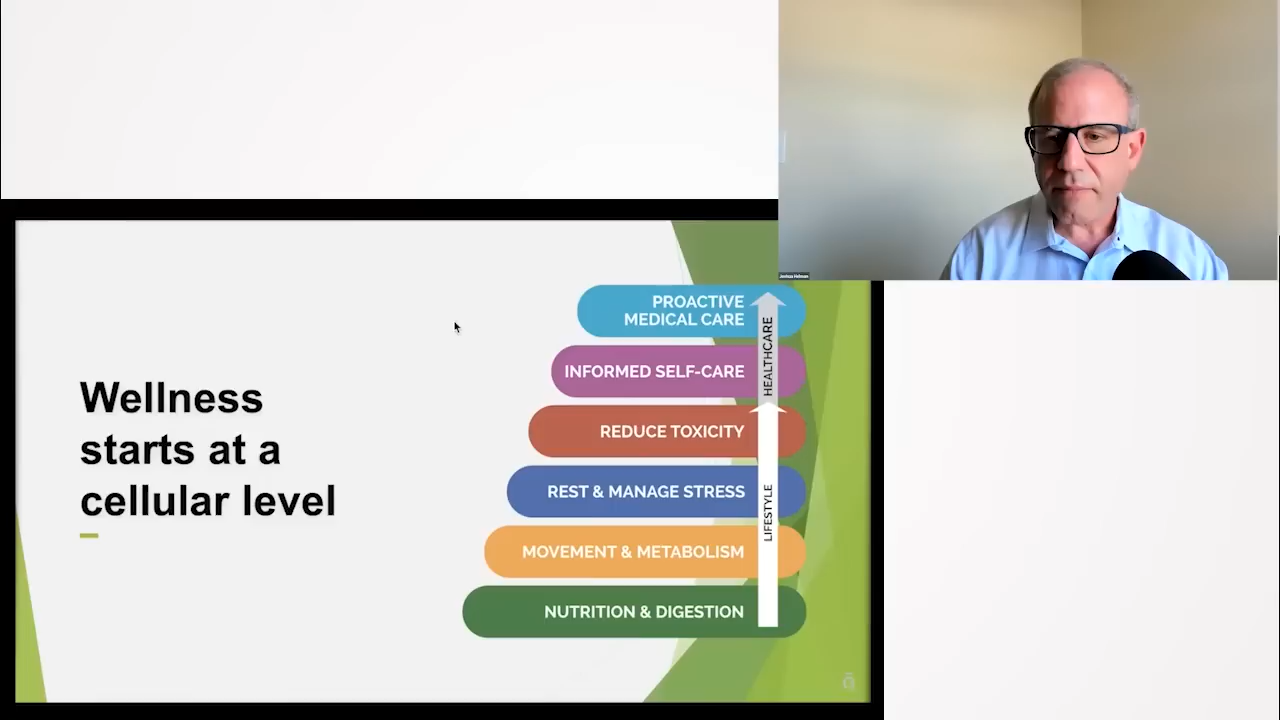 Wellness
starts at a
cellular level
PROACTIVE
MEDICAL CARE
INFORMED SELF-CARE
REDUCE TOXICITY
REST & MANAGE STRESS
MOVEMENT & METABOLISM
NUTRITION & DIGESTION
HEALTHCARE
LIFESTYLE